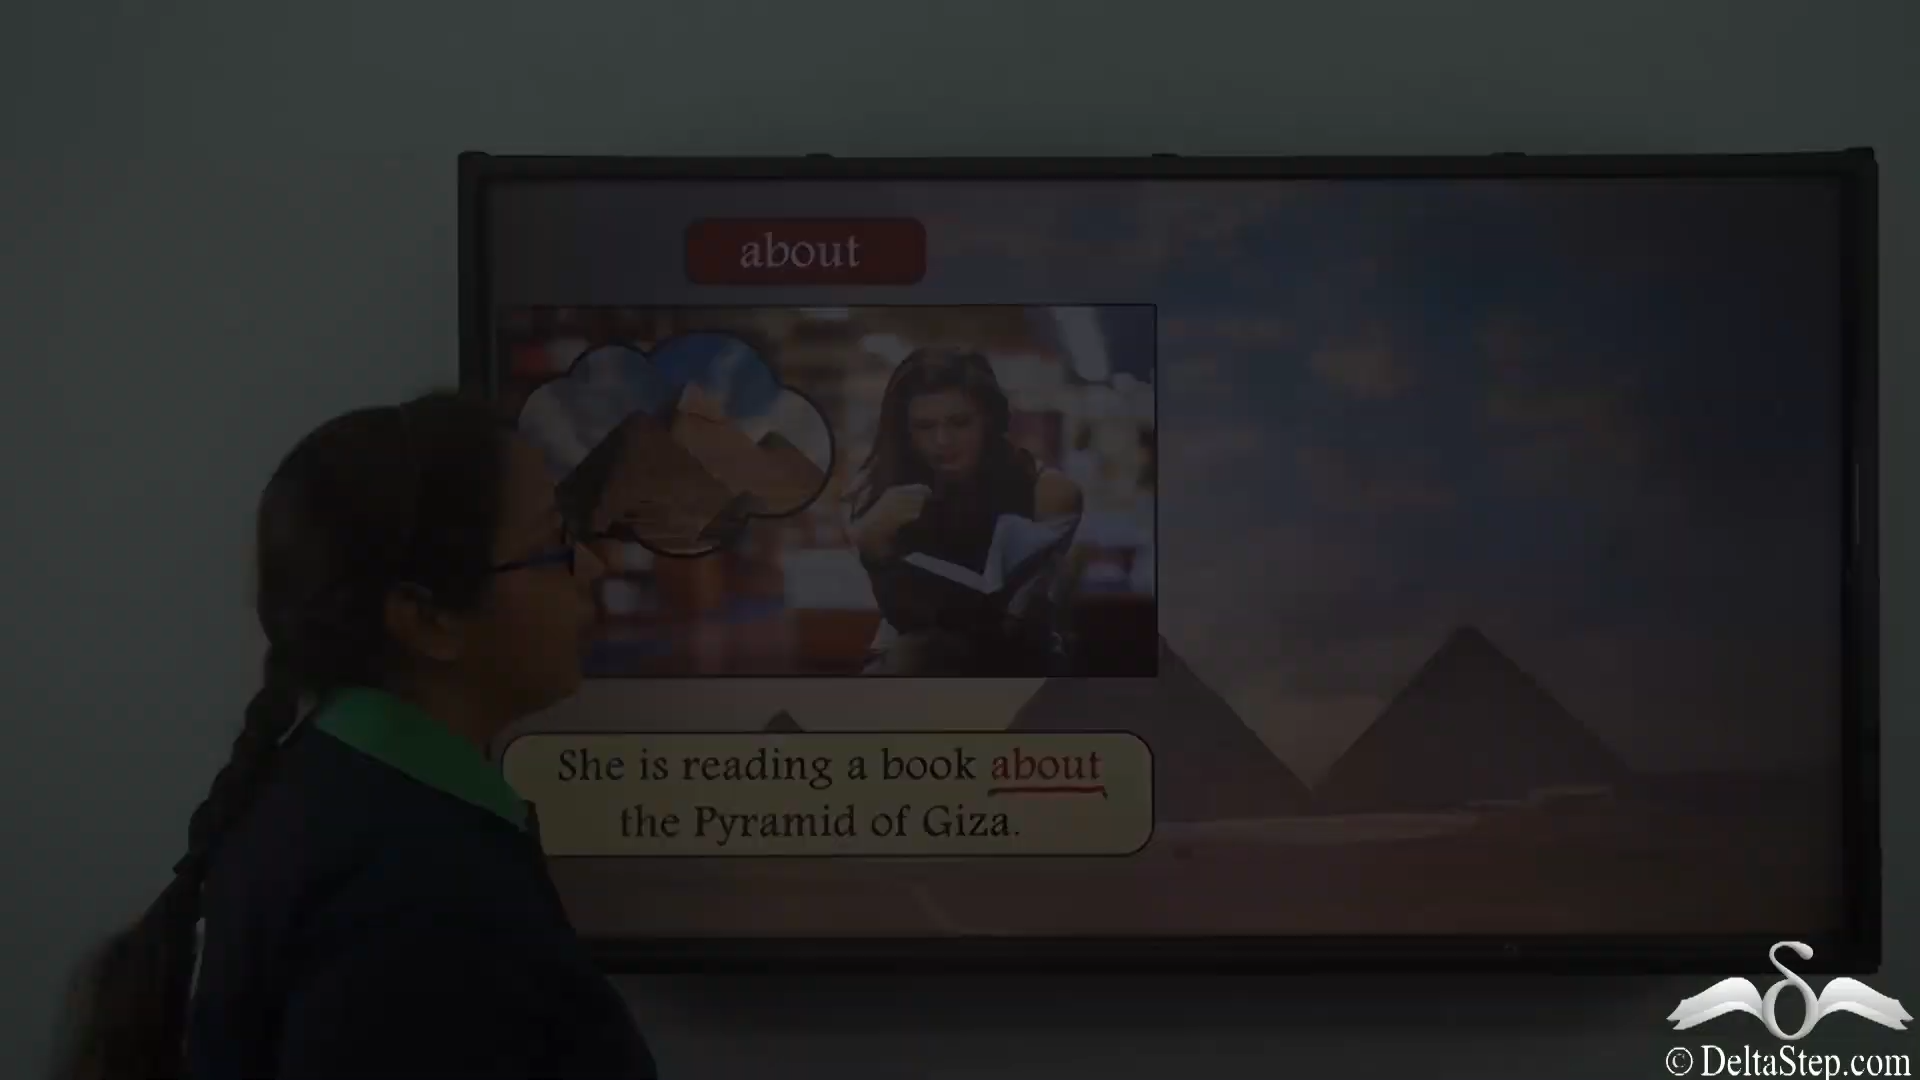 about
She is reading a book about
the Pyramid of Giza.
© DeltaStep.com